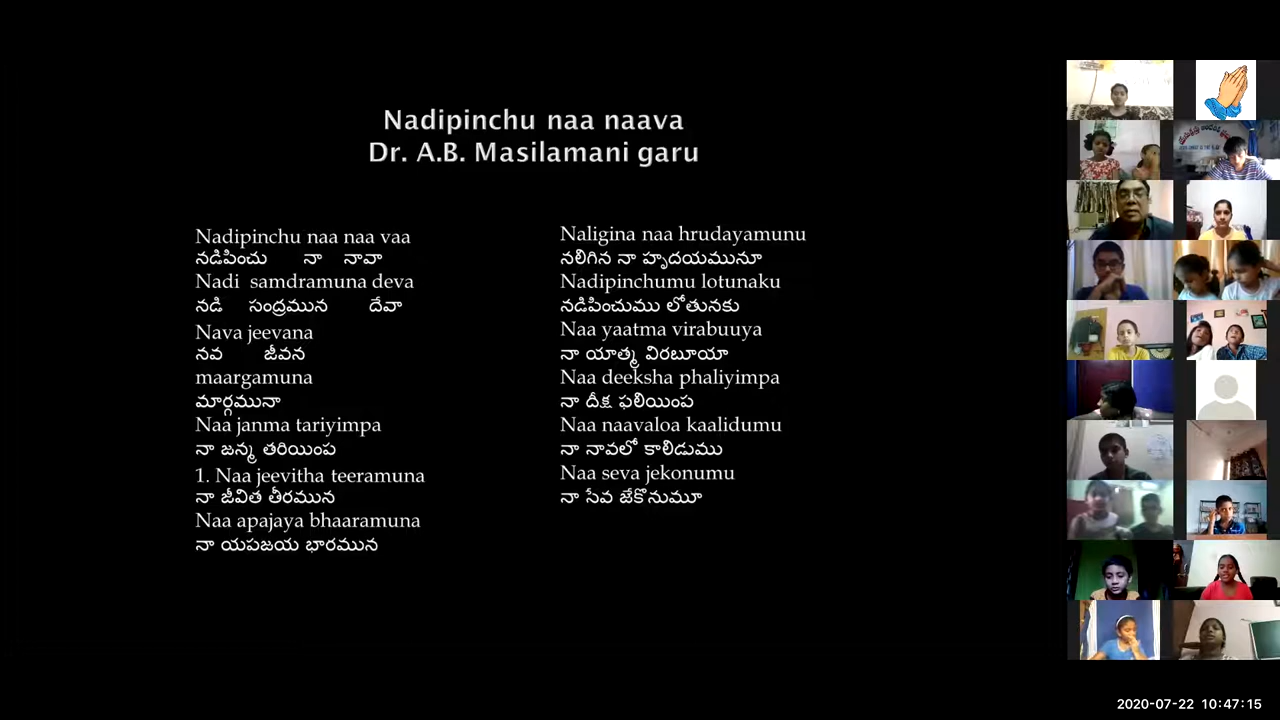 Nadipinchu naa naava
Dr. A.B. Masilamani garu
Nadipinchu naa naa vaa
నడిపించు నా నావా
Nadi samdramuna deva
నడి సంద్రమున దేవా
Nava jeevana
నవ జీవన
maargamuna
మార్గమునా
Naa janma tariyimpa
నా జన్మ తరియింప
1. Naa jeevitha teeramuna
నా జీవిత తీరమున
Naa apajaya bhaaramuna
నా యపజయ భారమున
Naligina naa hrudayamunu
నలిగిన నా హృదయమునూ
Nadipinchumu lotunaku
నడిపించుము లోతునకు
Naa yaatma virabuuya
నా యాత్మ విరబూయా
Naa deeksha phaliyimpa
నా దీక్ష ఫలియింప
Naa naavaloa kaalidumu
నా నావలో కాలిడుము
Naa seva jekonumu
నా సేవ జేకొనుమూ
2020-07-22 10:47:15